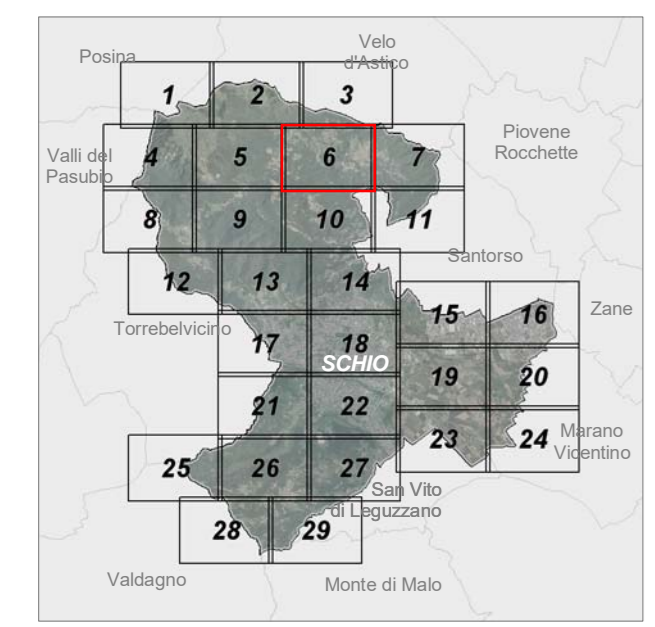 Velo
d'Astico
Posina
1
2
3
Piovene
Rocchette
Valli del
Pasubio
4
5
6
7
8
9
10
11
Santorso
12
13
14
15
16
Zane
Torrebelvicino
17
18
SCHIO
19
20
21
22
23
24
Marano
Vicentino
25
26
27
San Vito
di Leguzzano
28
29
Valdagno
Monte di Malo